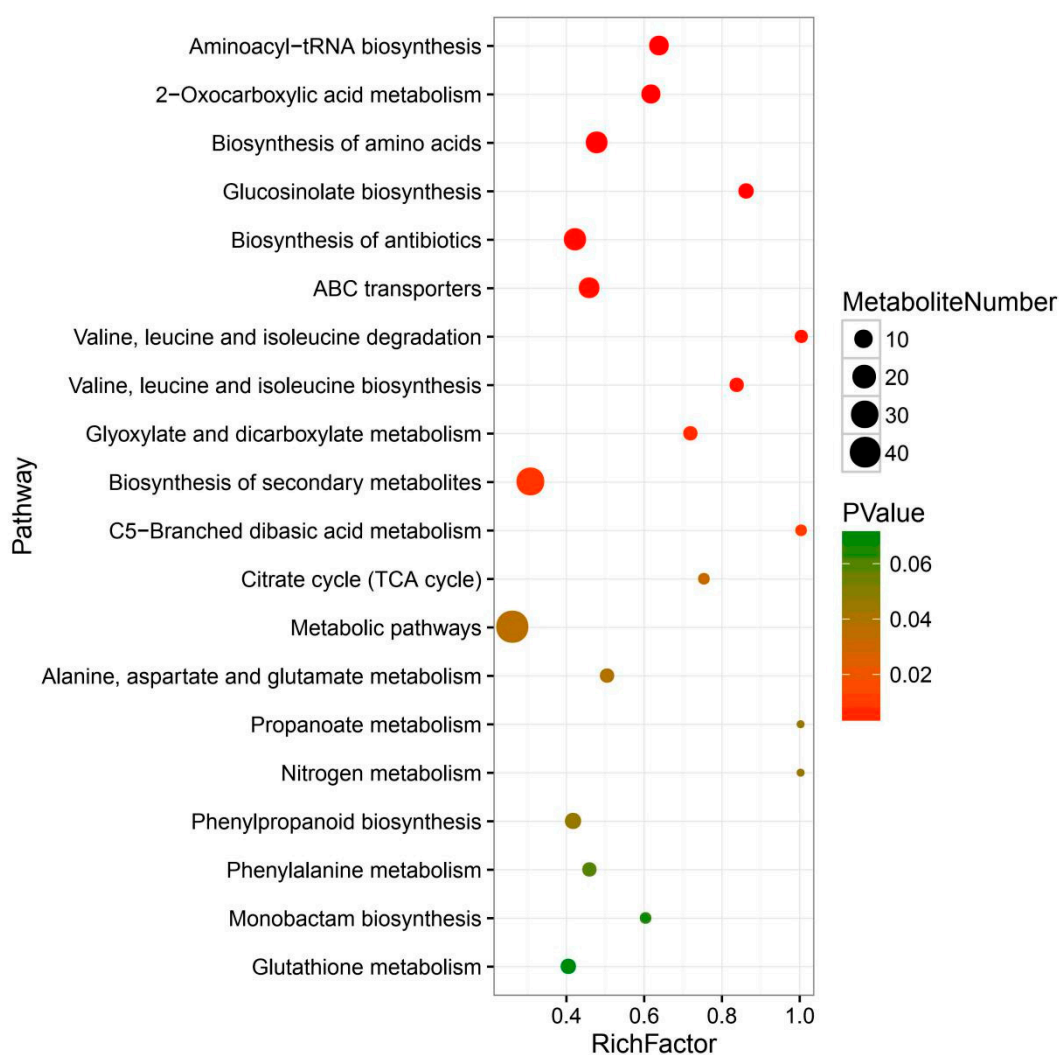 Aminoacyl−tRNA biosynthesis
2−Oxocarboxylic acid metabolism
Biosynthesis of amino acids
Glucosinolate biosynthesis
Biosynthesis of antibiotics
ABC transporters
Valine, leucine and isoleucine degradation
Valine, leucine and isoleucine biosynthesis
Glyoxylate and dicarboxylate metabolism
Biosynthesis of secondary metabolites
C5−Branched dibasic acid metabolism
Citrate cycle (TCA cycle)
Metabolic pathways
Alanine, aspartate and glutamate metabolism
Propanoate metabolism
Nitrogen metabolism
Phenylpropanoid biosynthesis
Phenylalanine metabolism
Monobactam biosynthesis
Glutathione metabolism
Pathway
0.4 0.6 0.8 1.0
RichFactor
MetaboliteNumber
10
20
30
40
PValue
0.06
0.04
0.02